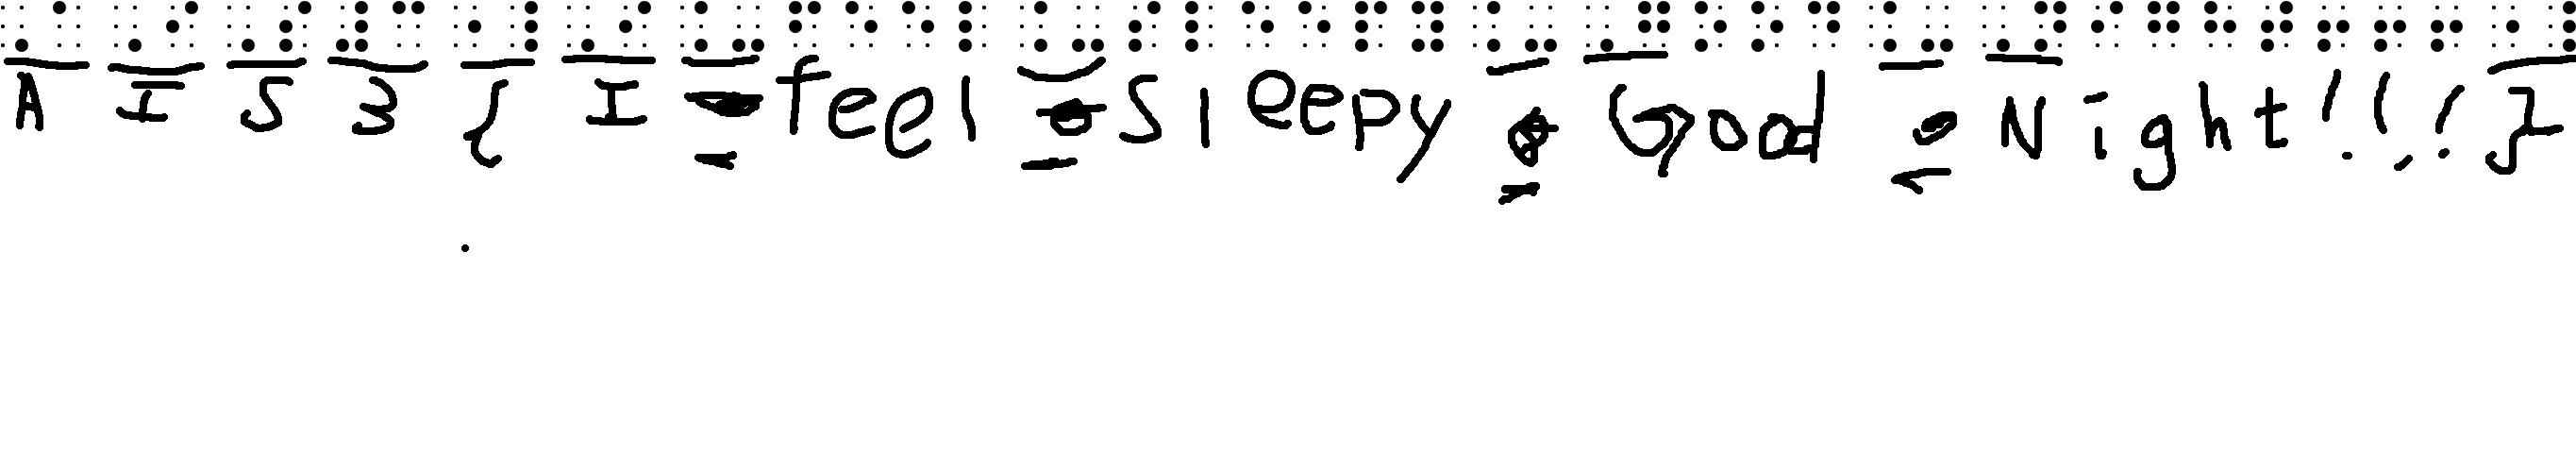 ⠠⠁⠠⠊⠠⠎⠼⠉⠐⠸⠠⠊⠨⠤⠋⠑⠑⠇⠨⠤⠎⠇⠑⠑⠏⠽⠨⠤⠠⠛⠕⠕⠙⠨⠤⠠⠝⠊⠛⠓⠞⠖⠖⠖⠐⠸
A I S 3 { I _ feel _ Sleepy _ Good _ Night!!!}